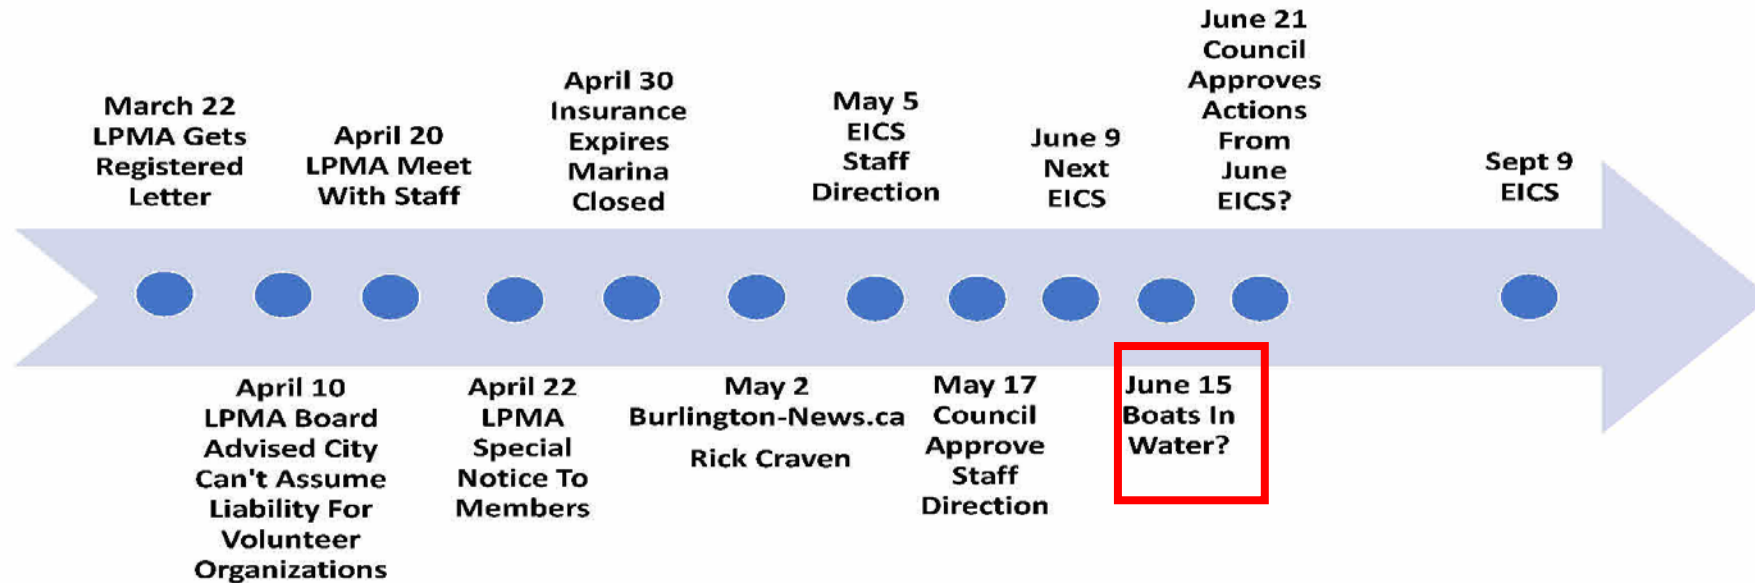 March 22
LPMA Gets
Registered
Letter
April 10
LPMA Board
Advised City
Can't Assume
Liability For
Volunteer
Organizations
April 20
LPMA Meet
With Staff
April 22
LPMA
Special
Notice To
Members
April 30
Insurance
Expires
Marina
Closed
May 2
Burlington-News.ca
Rick Craven
May 5
EICS
Staff
Direction
May 17
Council
Approve
Staff
Direction
June 9
Next
EICS
June 15
Boats In
Water?
June 21
Council
Approves
Actions
From
June
EICS?
Sept 9
EICS